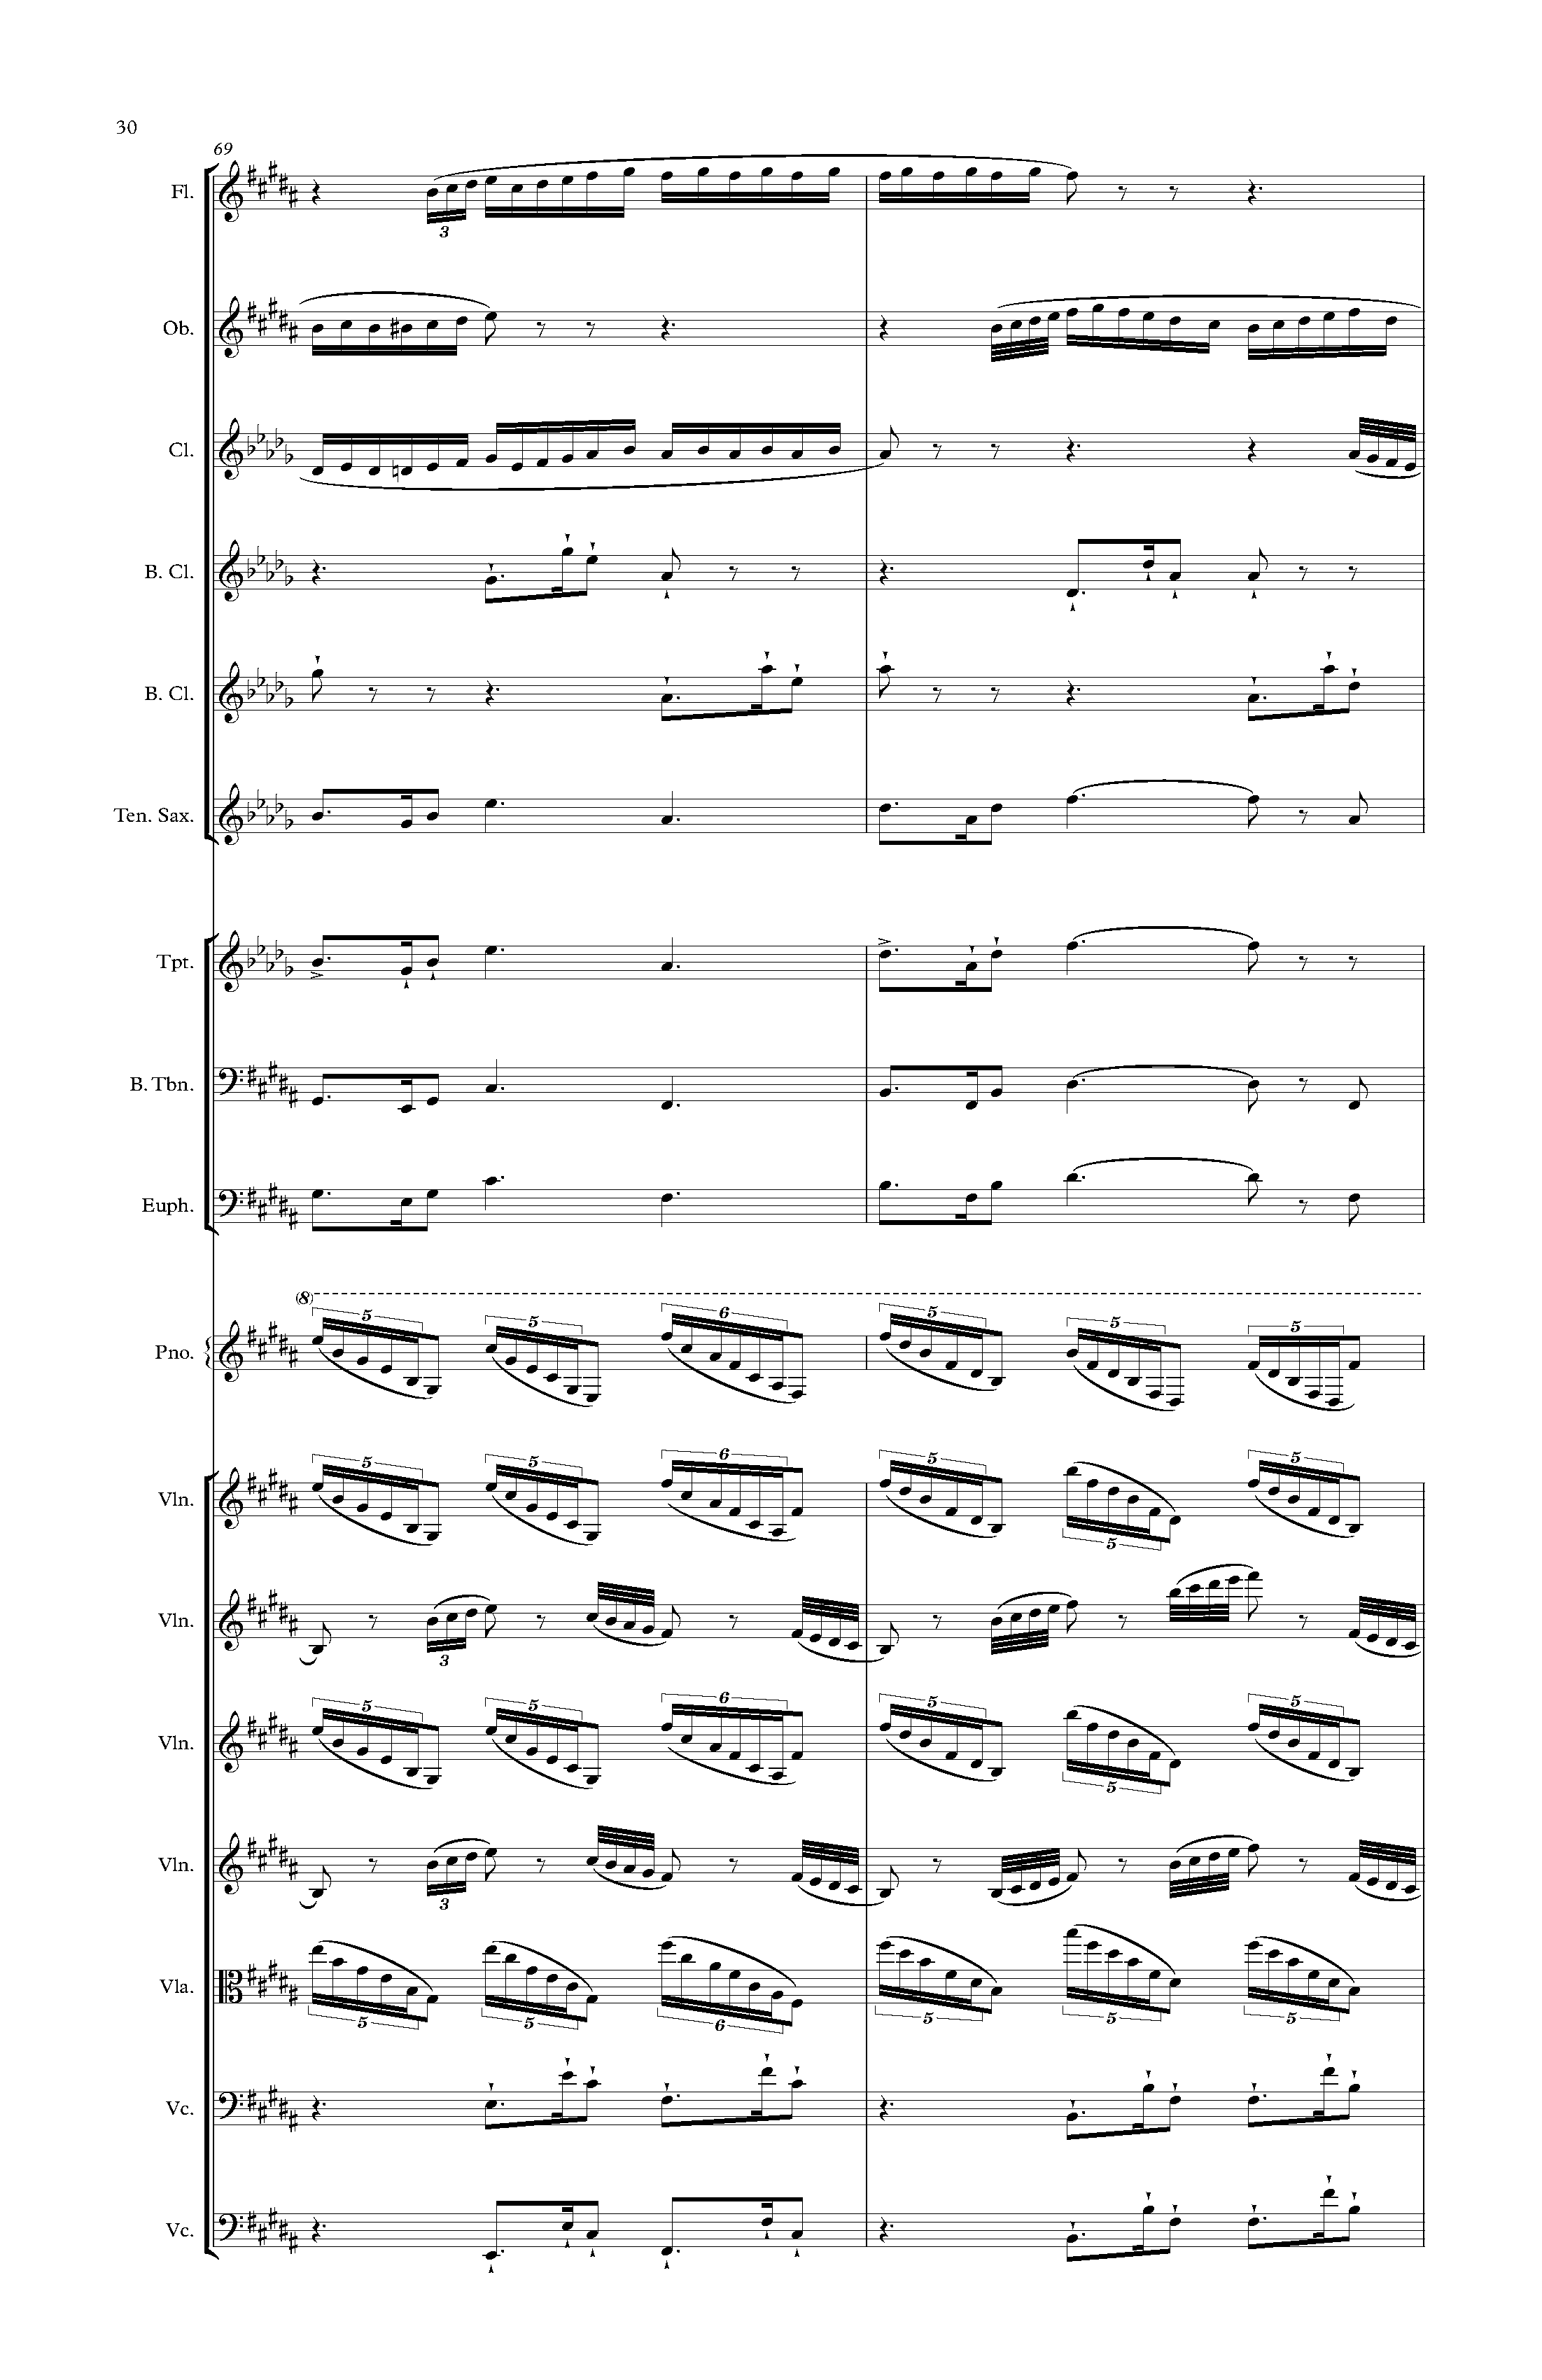 30
69
Fl.
3
Ob.
Cl.
B. Cl.
B. Cl.
Ten. Sax.
Tpt.
B. Tbn.
Euph.
(8)
5 5 6 5 5 5
Pno.
5 5 6 5 5
Vln.
5
Vln.
3
5 5 6 5 5
Vln.
5
Vln.
3
Vla.
5 5 6 5 5 5
Vc.
Vc.